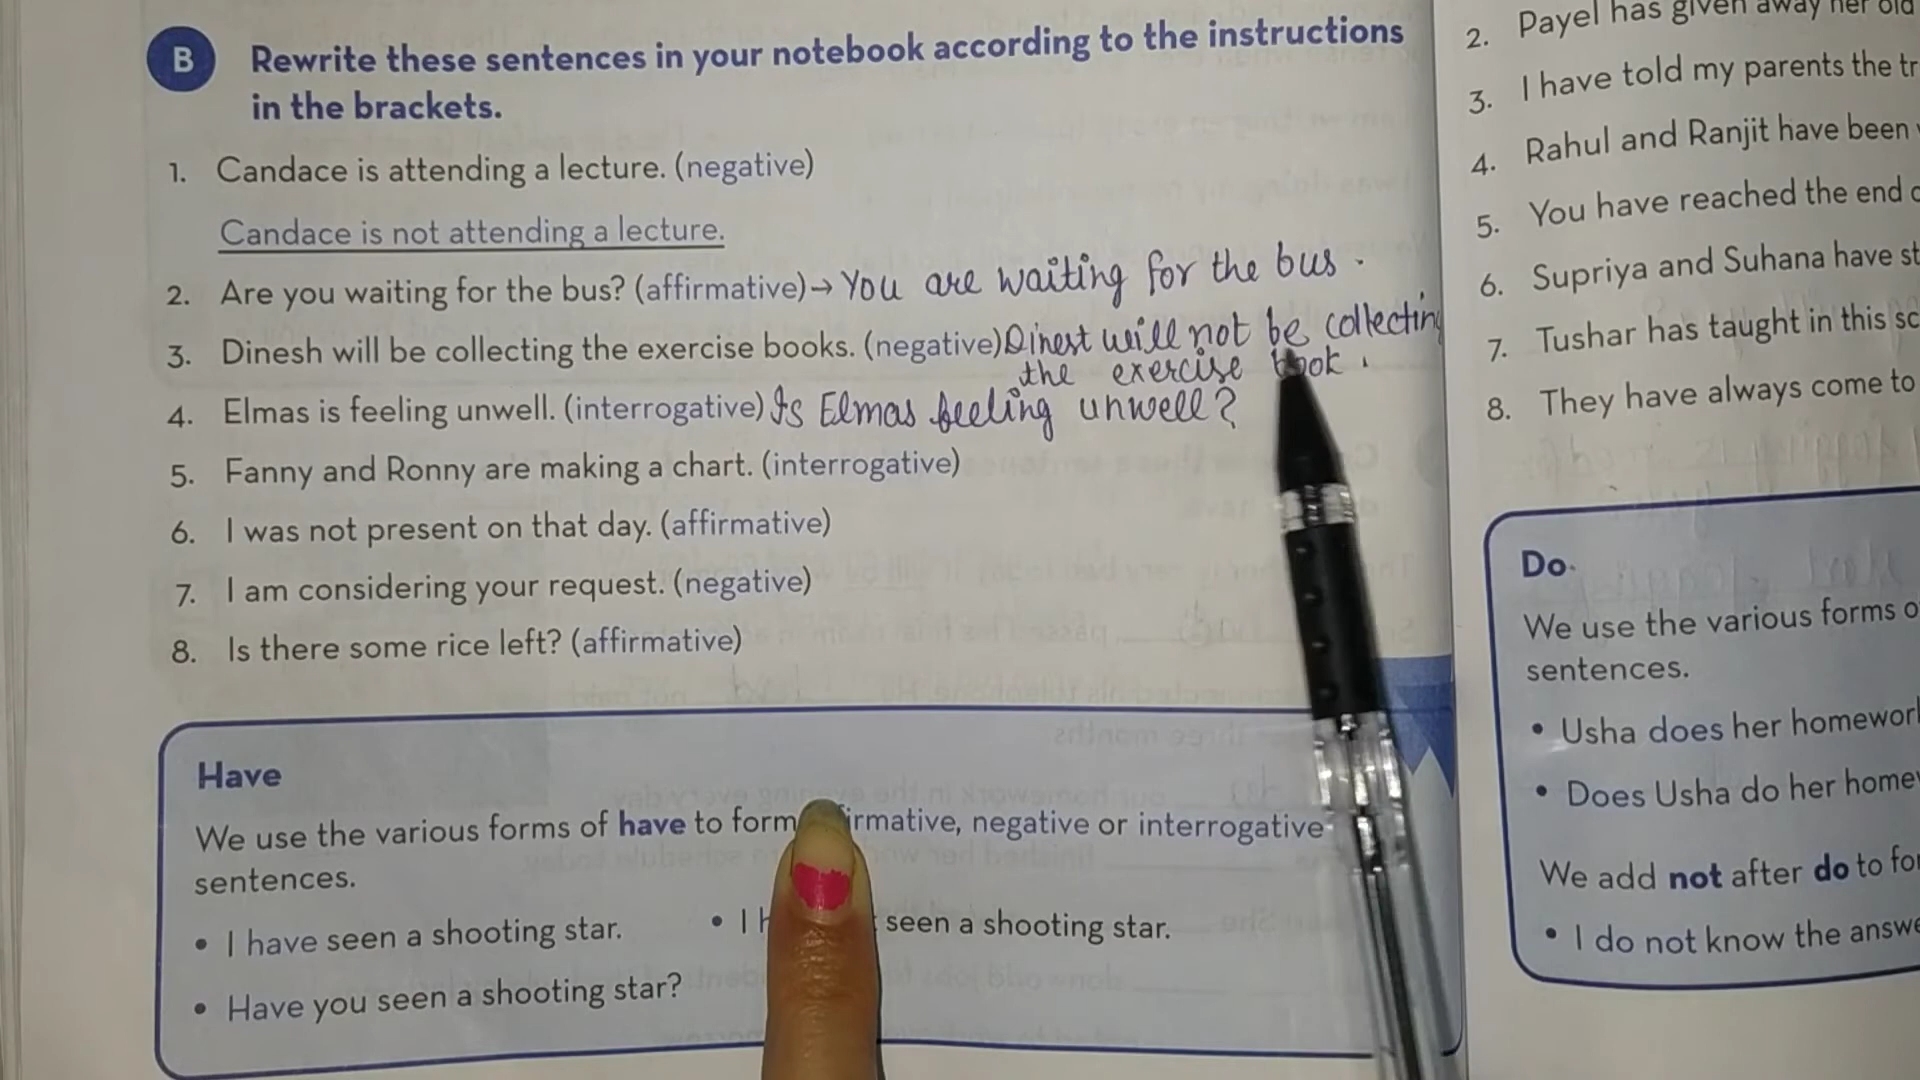 B Rewrite these sentences in your notebook according to the instructions
in the brackets.
1. Candace is attending a lecture. (negative)
Candace is not attending a lecture.
2. Are you waiting for the bus? (affirmative)→ You are waiting for the bus.
3. Dinesh will be collecting the exercise books. (negative) Dinest will not be collecting
the exercise book.
4. Elmas is feeling unwell. (interrogative) Is Elmas feeling unwell?
5. Fanny and Ronny are making a chart. (interrogative)
6. I was not present on that day. (affirmative)
7. I am considering your request. (negative)
8. Is there some rice left? (affirmative)
Have
We use the various forms of have to form irmative, negative or interrogative
sentences.
• I have seen a shooting star.
• I seen a shooting star.
• Have you seen a shooting star?
2. Payel has given away her old
3. I have told my parents the tr
4. Rahul and Ranjit have been
5. You have reached the end
6. Supriya and Suhana have st
7. Tushar has taught in this sc
8. They have always come to
Do
We use the various forms o
sentences.
• Usha does her homework
• Does Usha do her home
We add not after do to for
• I do not know the answe